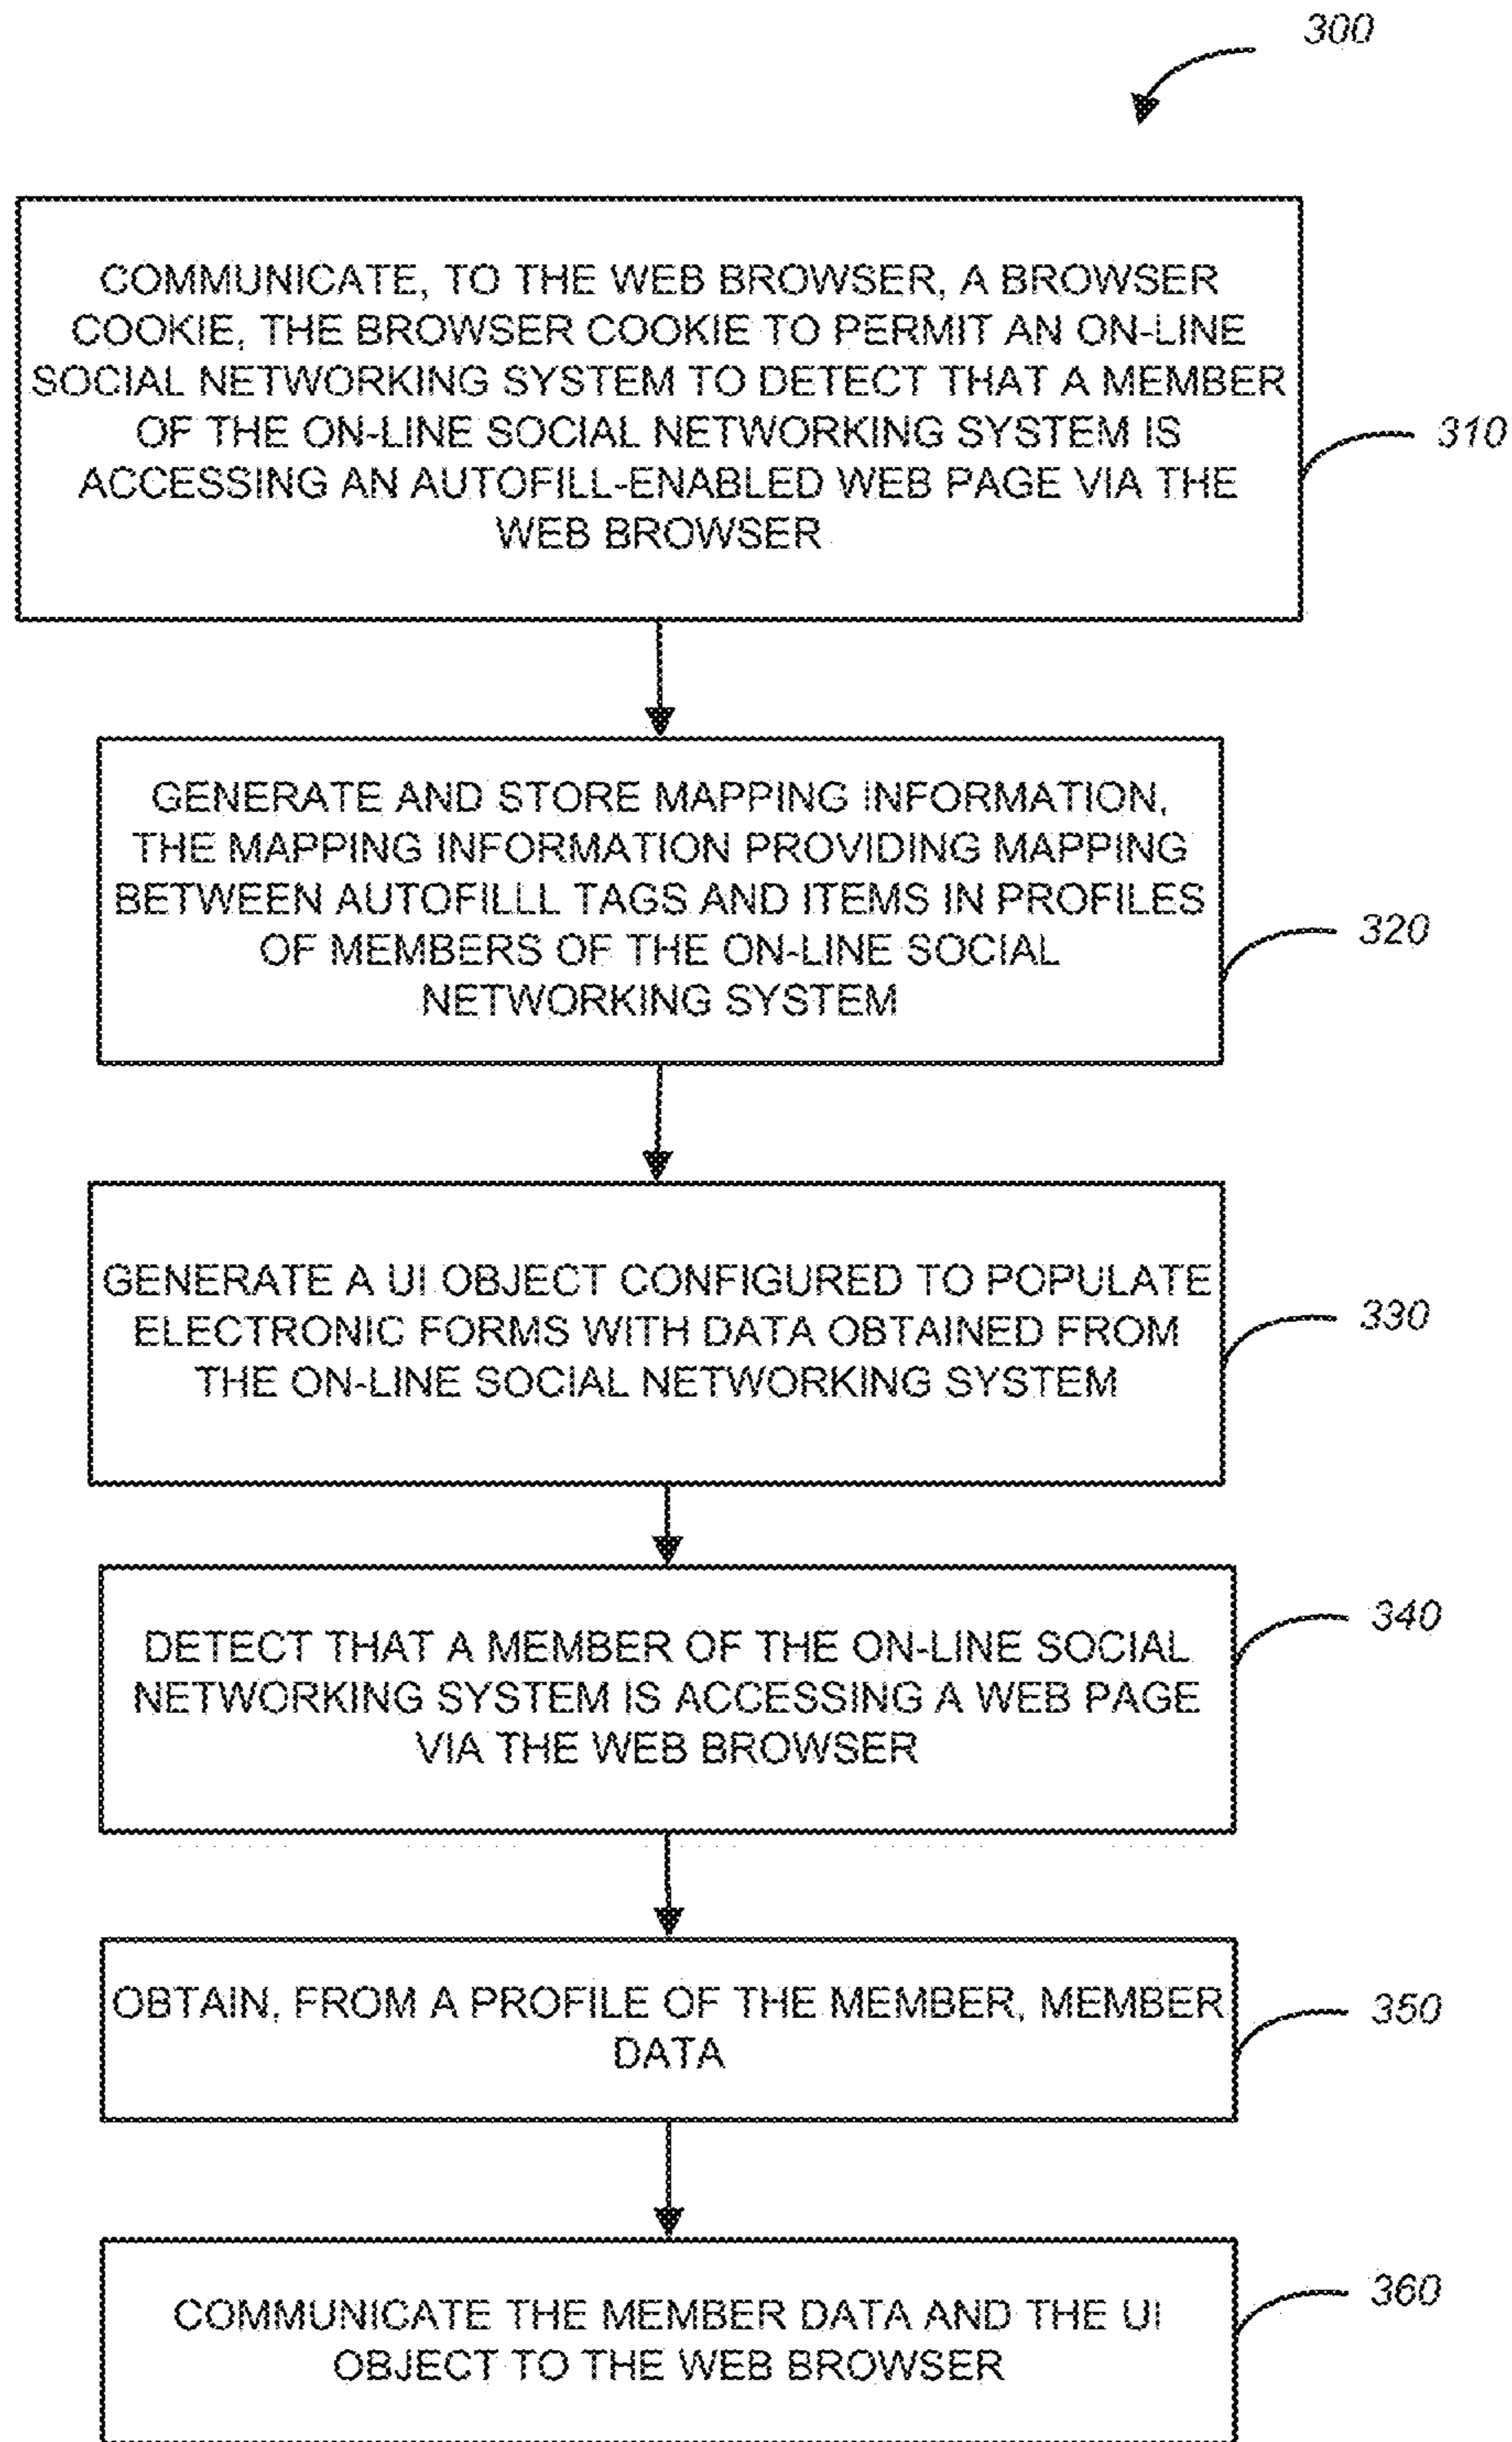 300
COMMUNICATE, TO THE WEB BROWSER, A BROWSER
COOKIE, THE BROWSER COOKIE TO PERMIT AN ON-LINE
SOCIAL NETWORKING SYSTEM TO DETECT THAT A MEMBER
OF THE ON-LINE SOCIAL NETWORKING SYSTEM IS
ACCESSING AN AUTOFILL-ENABLED WEB PAGE VIA THE
WEB BROWSER
310
GENERATE AND STORE MAPPING INFORMATION,
THE MAPPING INFORMATION PROVIDING MAPPING
BETWEEN AUTOFILLL TAGS AND ITEMS IN PROFILES
OF MEMBERS OF THE ON-LINE SOCIAL
NETWORKING SYSTEM
320
GENERATE A UI OBJECT CONFIGURED TO POPULATE
ELECTRONIC FORMS WITH DATA OBTAINED FROM
THE ON-LINE SOCIAL NETWORKING SYSTEM
330
DETECT THAT A MEMBER OF THE ON-LINE SOCIAL
NETWORKING SYSTEM IS ACCESSING A WEB PAGE
VIA THE WEB BROWSER
340
OBTAIN, FROM A PROFILE OF THE MEMBER, MEMBER
DATA
350
COMMUNICATE THE MEMBER DATA AND THE UI
OBJECT TO THE WEB BROWSER
360